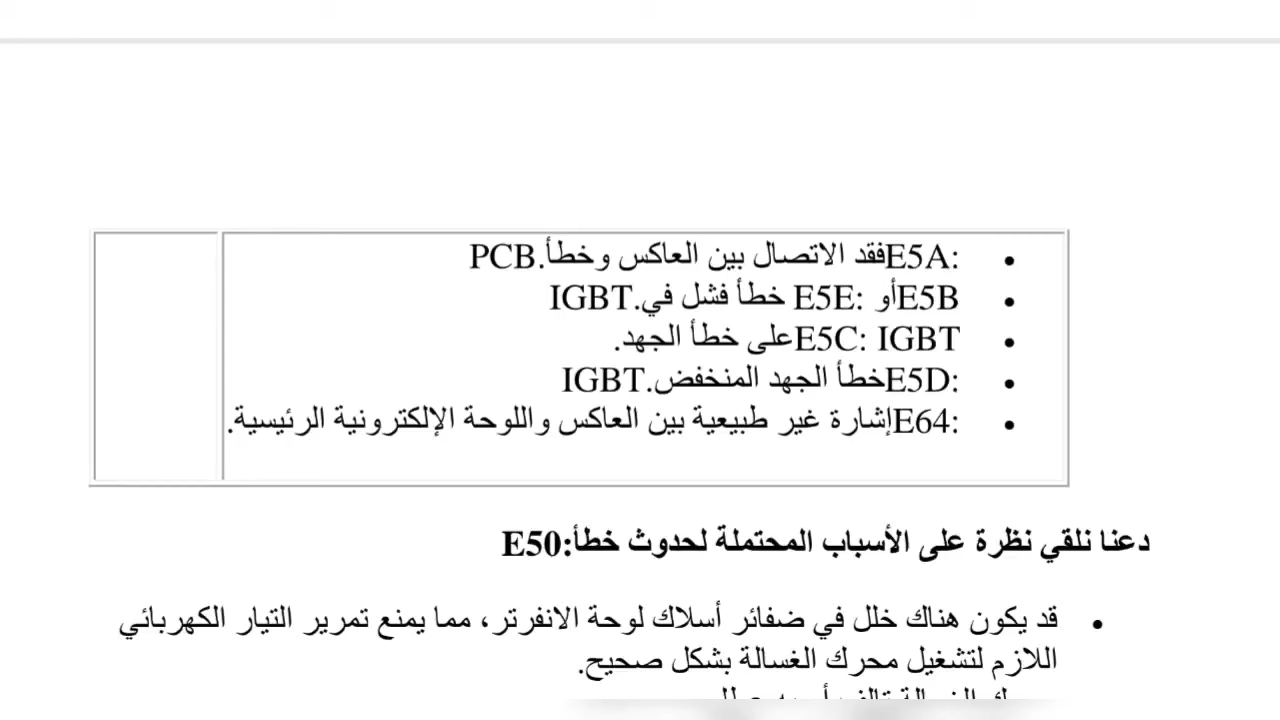 E5A: فقد الاتصال بين العاكس وخطأ.PCB
E5B أو E5E: خطأ فشل في.IGBT
E5C: IGBT على خطأ الجهد.
E5D: خطأ الجهد المنخفض.IGBT
E64: إشارة غير طبيعية بين العاكس واللوحة الإلكترونية الرئيسية.
دعنا نلقي نظرة على الأسباب المحتملة لحدوث خطأ:E50
قد يكون هناك خلل في ضفائر أسلاك لوحة الانفرتر، مما يمنع تمرير التيار الكهربائي
اللازم لتشغيل محرك الغسالة بشكل صحيح.